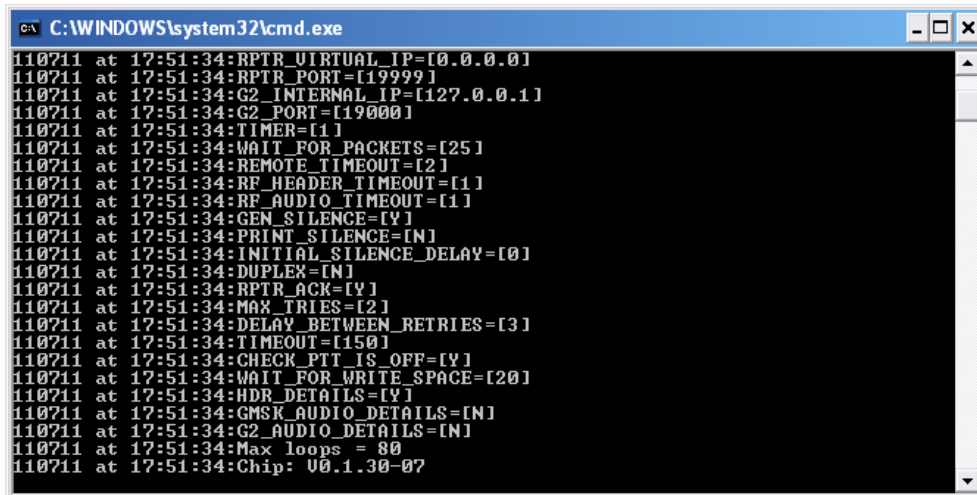 C:\WINDOWS\system32\cmd.exe
110711 at 17:51:34:RPTR_VIRTUAL_IP=[0.0.0.0]
110711 at 17:51:34:RPTR_PORT=[19999]
110711 at 17:51:34:G2_INTERNAL_IP=[127.0.0.1]
110711 at 17:51:34:G2_PORT=[19000]
110711 at 17:51:34:TIMER=[1]
110711 at 17:51:34:WAIT_FOR_PACKETS=[25]
110711 at 17:51:34:REMOTE_TIMEOUT=[2]
110711 at 17:51:34:RF_HEADER_TIMEOUT=[1]
110711 at 17:51:34:RF_AUDIO_TIMEOUT=[1]
110711 at 17:51:34:GEN_SILENCE=[Y]
110711 at 17:51:34:PRINT_SILENCE=[N]
110711 at 17:51:34:INITIAL_SILENCE_DELAY=[0]
110711 at 17:51:34:DUPLEX=[N]
110711 at 17:51:34:RPTR_ACK=[Y]
110711 at 17:51:34:MAX_TRIES=[2]
110711 at 17:51:34:DELAY_BETWEEN_RETRIES=[3]
110711 at 17:51:34:TIMEOUT=[150]
110711 at 17:51:34:CHECK_PTT_IS_OFF=[Y]
110711 at 17:51:34:WAIT_FOR_WRITE_SPACE=[20]
110711 at 17:51:34:HDR_DETAILS=[Y]
110711 at 17:51:34:GMSK_AUDIO_DETAILS=[N]
110711 at 17:51:34:G2_AUDIO_DETAILS=[N]
110711 at 17:51:34:Max loops = 80
110711 at 17:51:34:Chip: V0.1.30-07